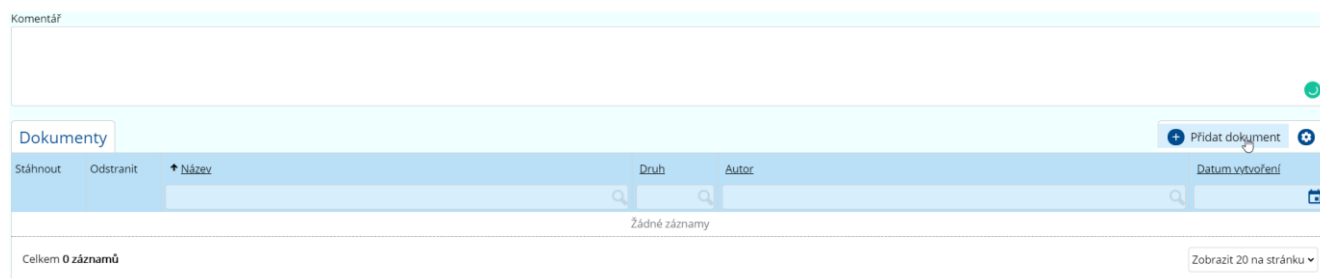 Komentář
Dokumenty
Přidat dokument
Stáhnout Odstranit Název Druh Autor Datum vytvoření
Žádné záznamy
Celkem 0 záznamů Zobrazit 20 na stránku